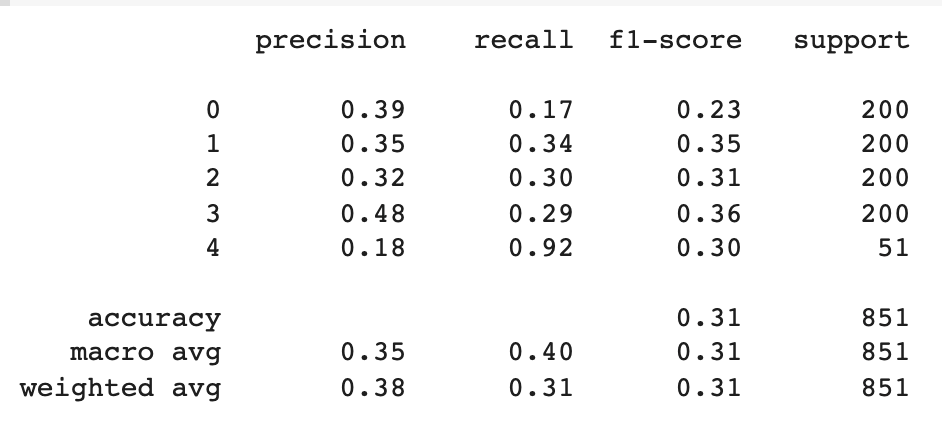 precision recall f1-score support
0 0.39 0.17 0.23 200
1 0.35 0.34 0.35 200
2 0.32 0.30 0.31 200
3 0.48 0.29 0.36 200
4 0.18 0.92 0.30 51
accuracy 0.31 851
macro avg 0.35 0.40 0.31 851
weighted avg 0.38 0.31 0.31 851